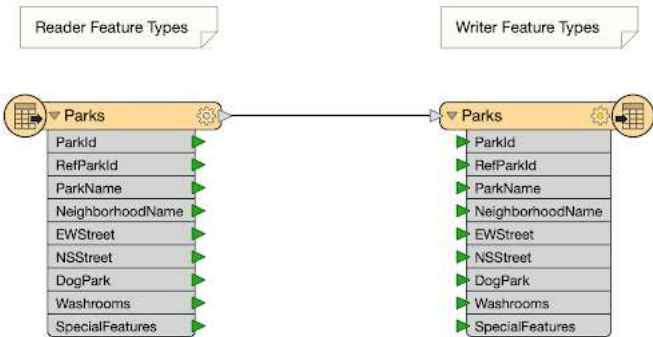 Reader Feature Types
Writer Feature Types
Parks
ParkId
RefParkId
ParkName
NeighborhoodName
EWStreet
NSStreet
DogPark
Washrooms
SpecialFeatures
Parks
ParkId
RefParkId
ParkName
NeighborhoodName
EWStreet
NSStreet
DogPark
Washrooms
SpecialFeatures